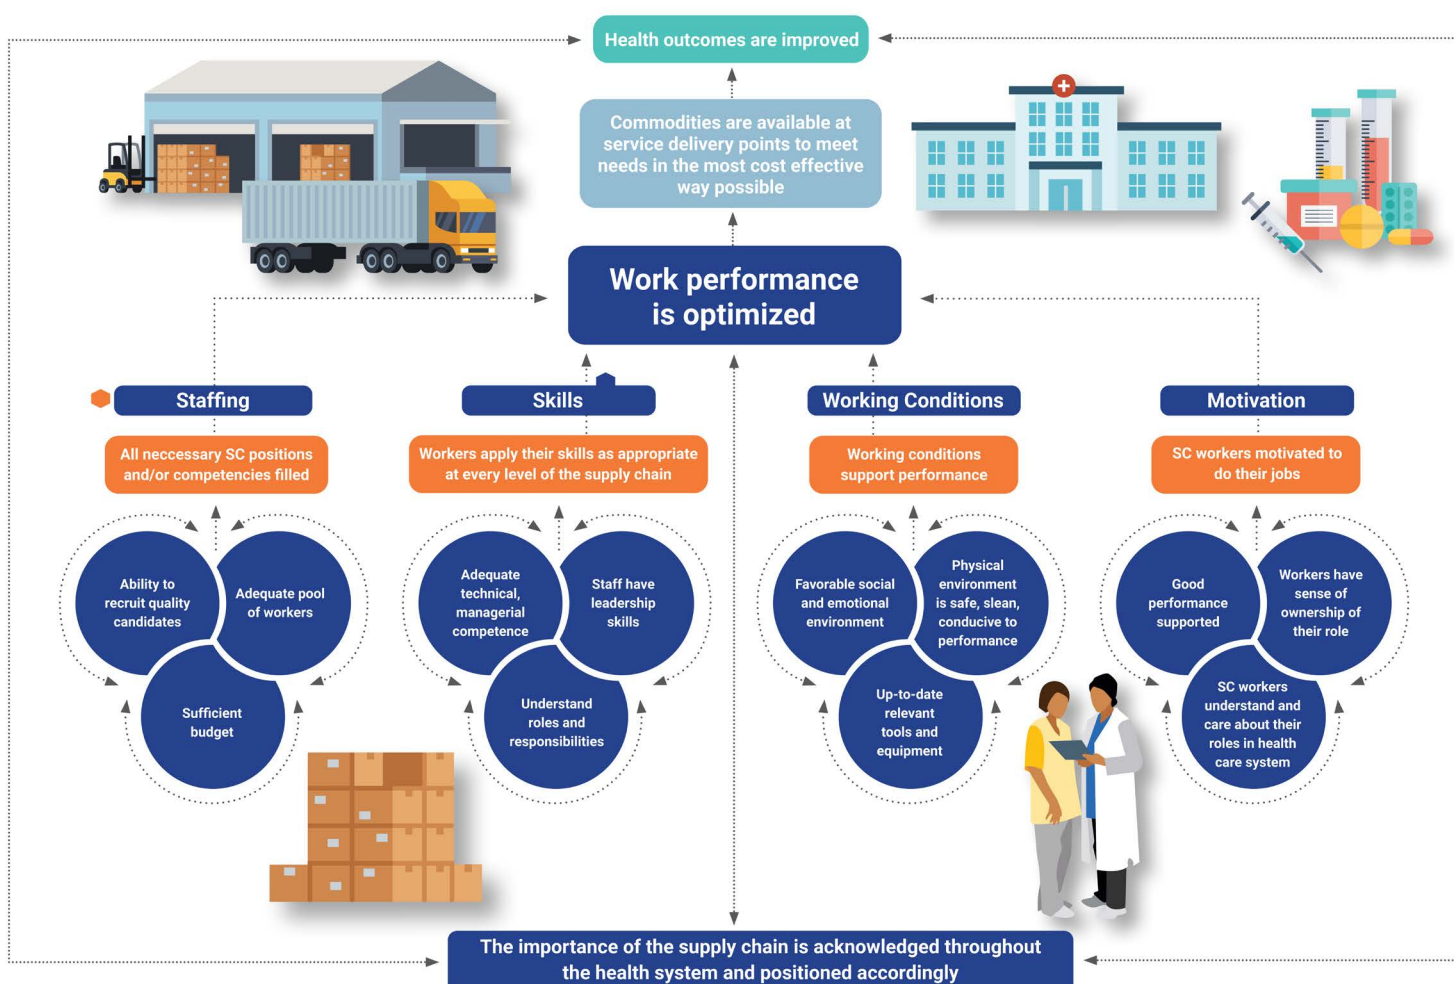 Health outcomes are improved
Commodities are available at
service delivery points to meet
needs in the most cost effective
way possible
Work performance
is optimized
Staffing
All neccessary SC positions
and/or competencies filled
Ability to
recruit quality
candidates
Adequate pool
of workers
Sufficient
budget
Skills
Workers apply their skills as appropriate
at every level of the supply chain
Adequate
technical,
managerial
competence
Staff have
leadership
skills
Understand
roles and
responsibilities
Working Conditions
Working conditions
support performance
Favorable social
and emotional
environment
Physical
environment
is safe, slean,
conducive to
performance
Up-to-date
relevant
tools and
equipment
Motivation
SC workers motivated to
do their jobs
Good
performance
supported
Workers have
sense of
ownership of
their role
SC workers
understand and
care about their
roles in health
care system
The importance of the supply chain is acknowledged throughout
the health system and positioned accordingly